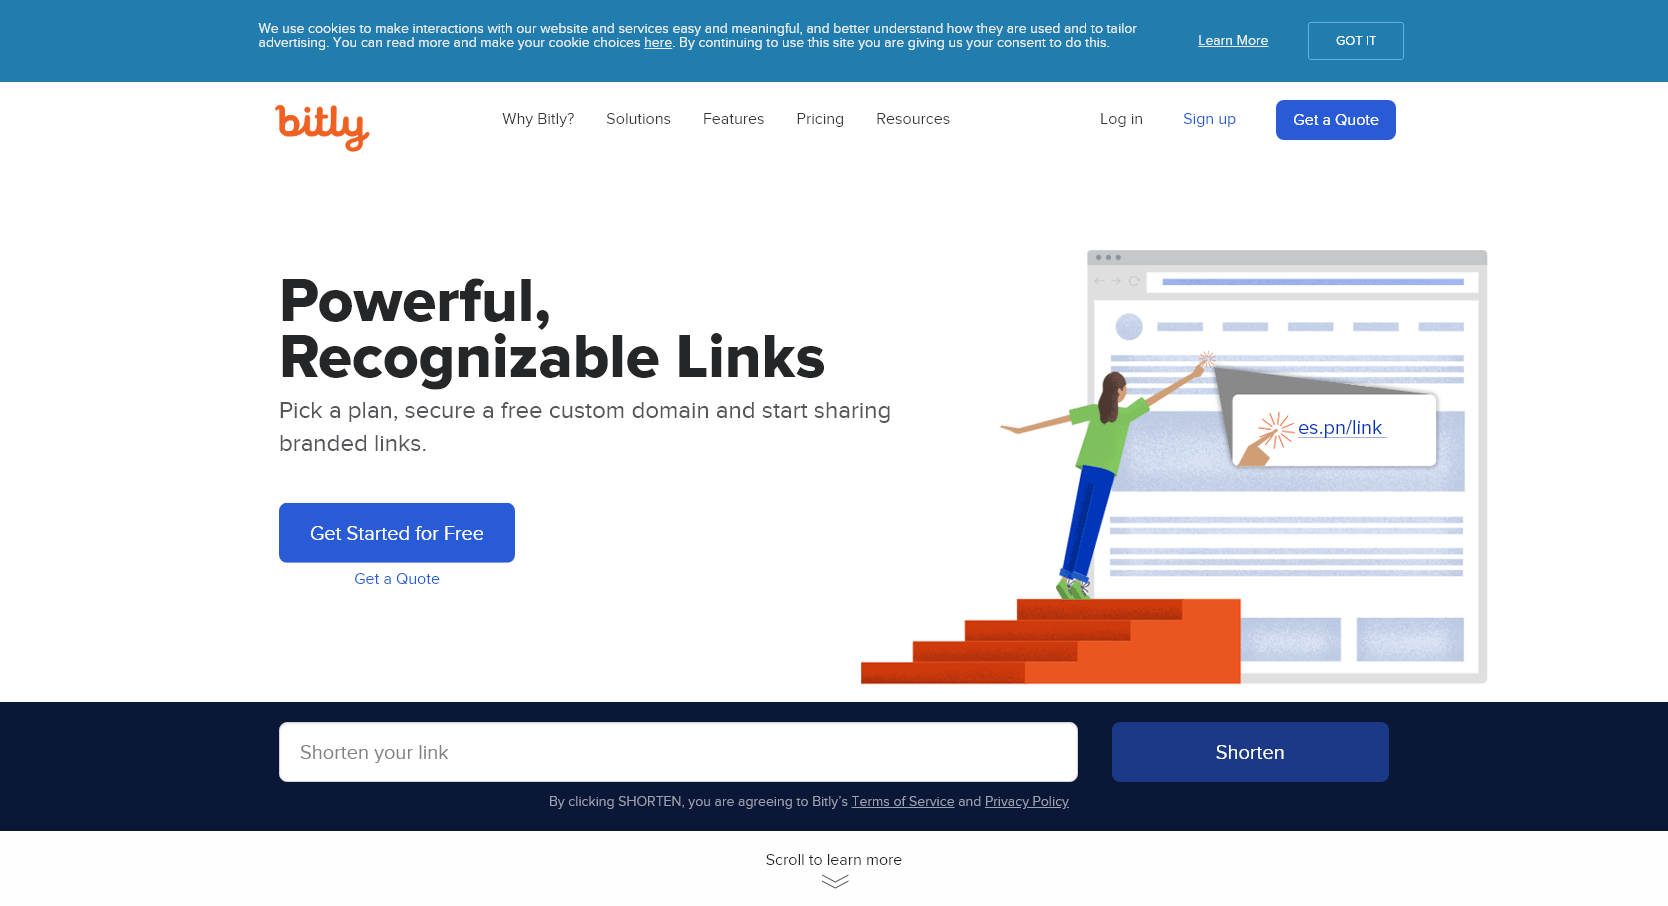 We use cookies to make interactions with our website and services easy and meaningful, and better understand how they are used and to tailor
advertising. You can read more and make your cookie choices here. By continuing to use this site you are giving us your consent to do this.
Learn More
GOT IT
bitly
Why Bitly?
Solutions
Features
Pricing
Resources
Log in
Sign up
Get a Quote
Powerful,
Recognizable Links
Pick a plan, secure a free custom domain and start sharing
branded links.
es.pn/link
Get Started for Free
Get a Quote
Shorten your link
Shorten
By clicking SHORTEN, you are agreeing to Bitly’s Terms of Service and Privacy Policy
Scroll to learn more